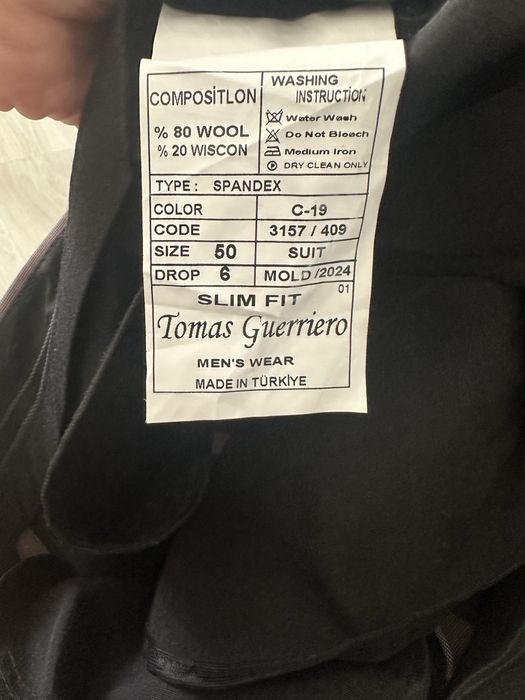 COMPOSİTLON
% 80 WOOL
% 20 WISCON
WASHING
INSTRUCTİON
Water Wash
Do Not Bleach
Medium Iron
P DRY CLEAN ONLY
TYPE : SPANDEX
COLOR C-19
CODE 3157 / 409
SIZE 50 SUIT
DROP 6 MOLD /2024
01
SLIM FIT
Tomas Guerriero
MEN'S WEAR
MADE IN TÜRKİYE